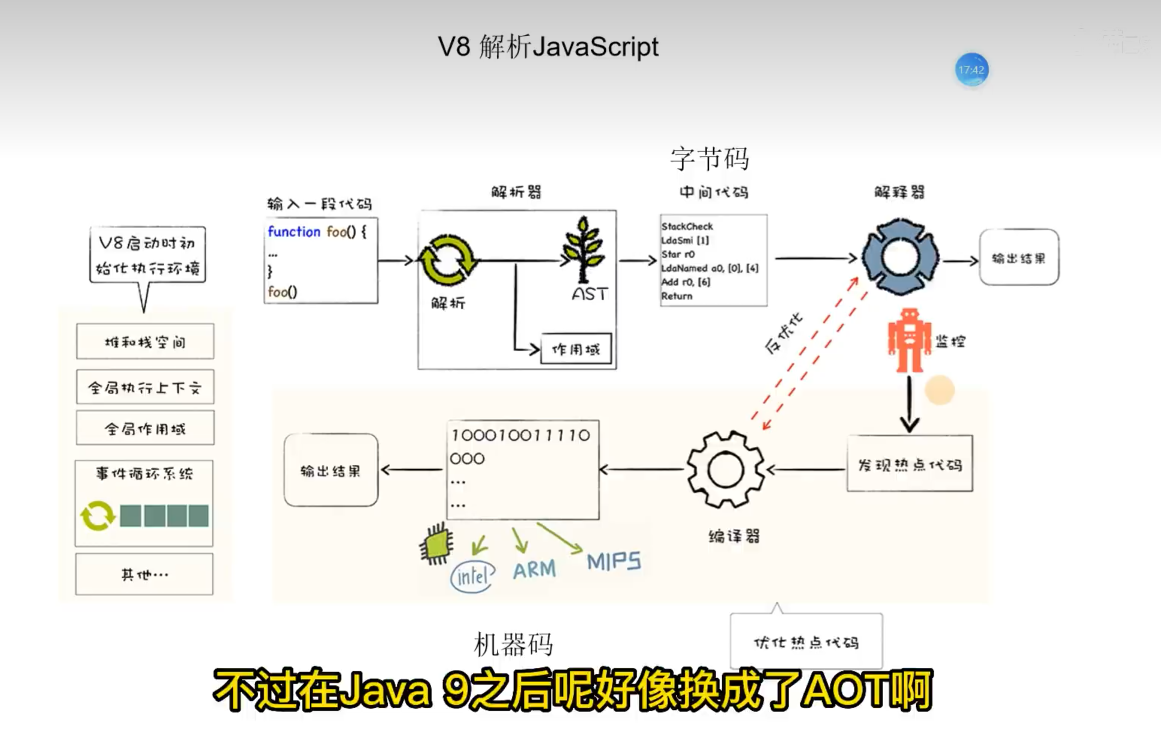 V8 解析JavaScript
17:42
字节码
解析器
中间代码
解释器
输入一段代码
function foo() {
...
}
foo()
解析
AST
作用域
StackCheck
LdaSmi [1]
Star r0
LdaNamed a0, [0], [4]
Add r0, [6]
Return
输出结果
V8启动时初
始化执行环境
堆和栈空间
全局执行上下文
全局作用域
事件循环系统
其他...
反优化
监控
发现热点代码
编译器
100010011110
000
...
...
输出结果
intel
ARM
MIPS
优化热点代码
机器码
不过在Java 9之后呢好像换成了AOT啊